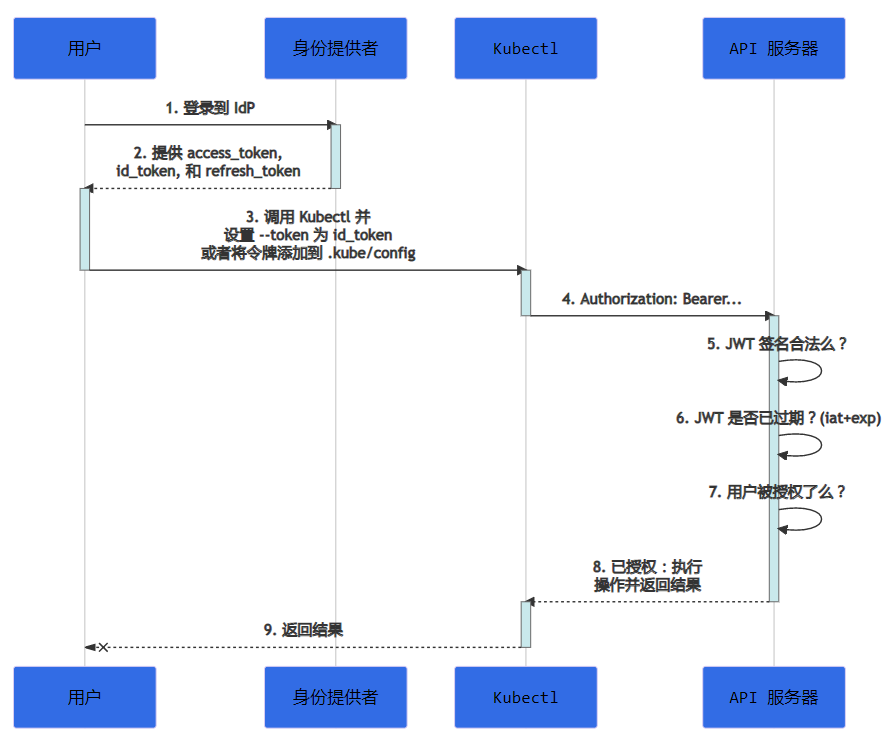 用户
身份提供者
Kubectl
API 服务器
1. 登录到 IdP
2. 提供 access_token,
id_token, 和 refresh_token
3. 调用 Kubectl 并
设置 --token 为 id_token
或者将令牌添加到 .kube/config
4. Authorization: Bearer...
5. JWT 签名合法么？
6. JWT 是否已过期？(iat+exp)
7. 用户被授权了么？
8. 已授权：执行
操作并返回结果
9. 返回结果
用户
身份提供者
Kubectl
API 服务器